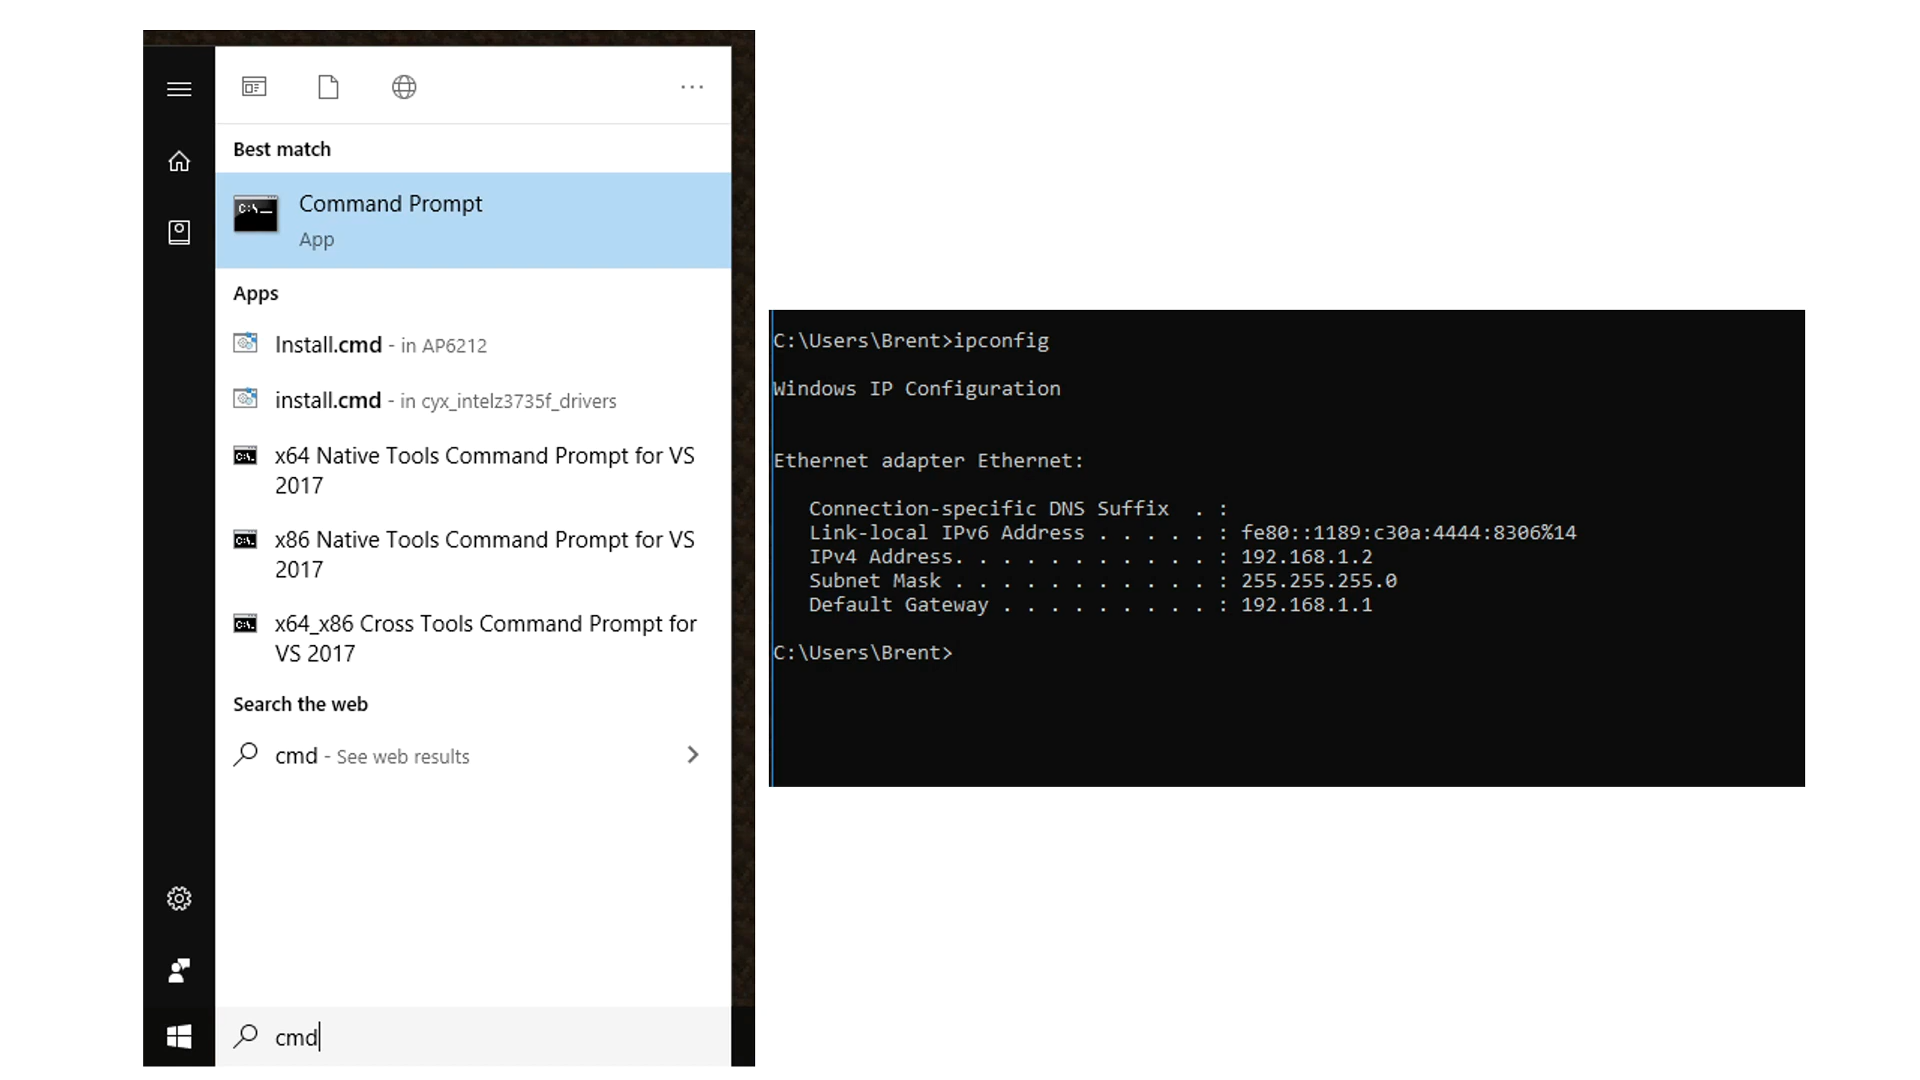 Best match
Command Prompt
App
Apps
Install.cmd - in AP6212
install.cmd - in cyx_intelz3735f_drivers
x64 Native Tools Command Prompt for VS
2017
x86 Native Tools Command Prompt for VS
2017
x64_x86 Cross Tools Command Prompt for
VS 2017
Search the web
cmd - See web results
cmd
C:\Users\Brent>ipconfig
Windows IP Configuration
Ethernet adapter Ethernet:
Connection-specific DNS Suffix  . :
Link-local IPv6 Address . . . . . : fe80::1189:c30a:4444:8306%14
IPv4 Address. . . . . . . . . . . : 192.168.1.2
Subnet Mask . . . . . . . . . . . : 255.255.255.0
Default Gateway . . . . . . . . . : 192.168.1.1
C:\Users\Brent>